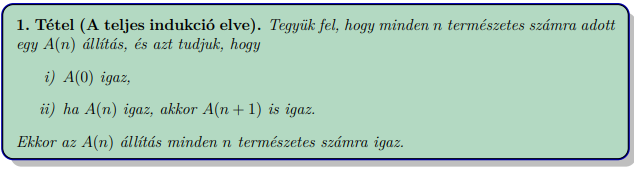 1. Tétel (A teljes indukció elve). Tegyük fel, hogy minden n természetes számra adott
egy A(n) állítás, és azt tudjuk, hogy
i) A(0) igaz,
ii) ha A(n) igaz, akkor A(n + 1) is igaz.
Ekkor az A(n) állítás minden n természetes számra igaz.